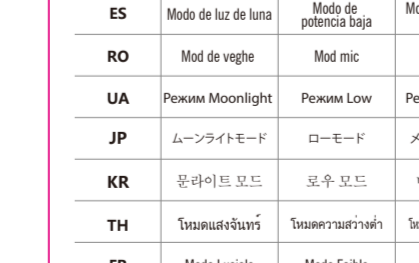 ES Modo de luz de luna Modo de potencia baja
RO Mod de veghe Mod mic
UA Режим Moonlight Режим Low
JP ムーンライトモード ローモード
KR 문라이트 모드 로우 모드
TH โหมดแสงจันทร์ โหมดความสว่างต่ำ